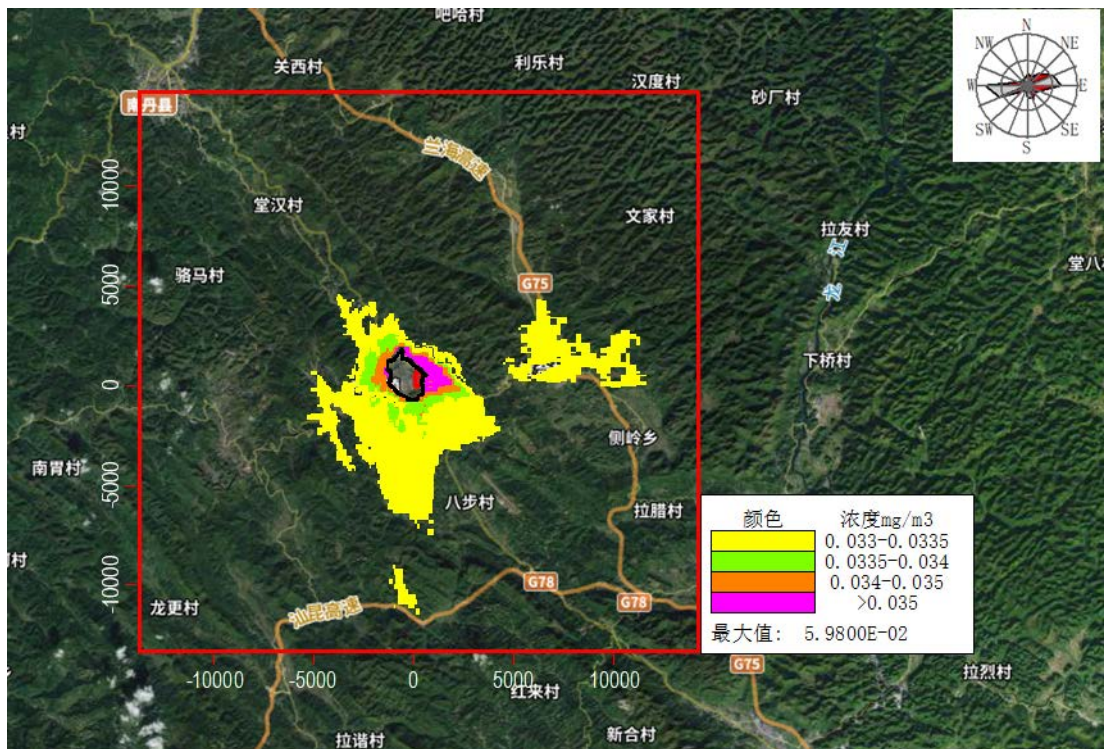 吧哈村
关西村
利乐村
汉度村
砂厂村
南丹县
兰海高速
堂汉村
文家村
拉友村
龙江
堂八
骆马村
G75
下桥村
侧岭乡
南胃村
八步村
拉腊村
龙更村
汕昆高速
G78
G78
G75
拉烈村
红来村
新合村
拉谐村
N
NW
NE
W
E
SW
SE
S
10000
5000
0
-5000
-10000
-10000
-5000
0
5000
10000
颜色 浓度mg/m3
0.033-0.0335
0.0335-0.034
0.034-0.035
>0.035
最大值: 5.9800E-02